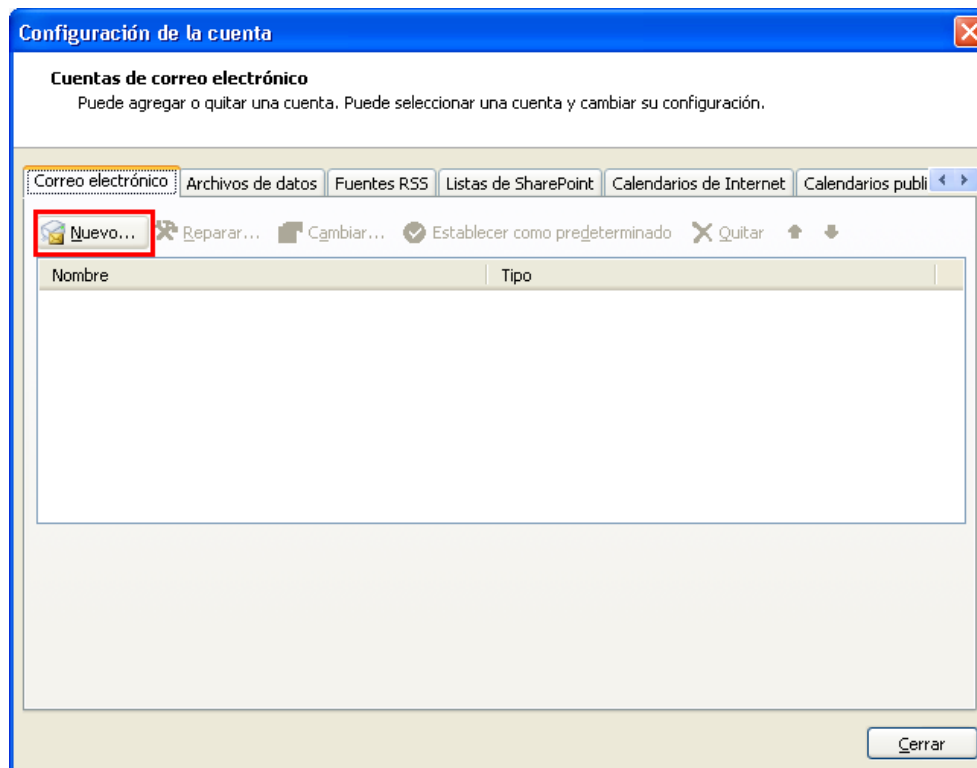 Configuración de la cuenta
Cuentas de correo electrónico
Puede agregar o quitar una cuenta. Puede seleccionar una cuenta y cambiar su configuración.
Correo electrónico Archivos de datos Fuentes RSS Listas de SharePoint Calendarios de Internet Calendarios publi
Nuevo... Reparar... Cambiar... Establecer como predeterminado Quitar
Nombre Tipo
Cerrar